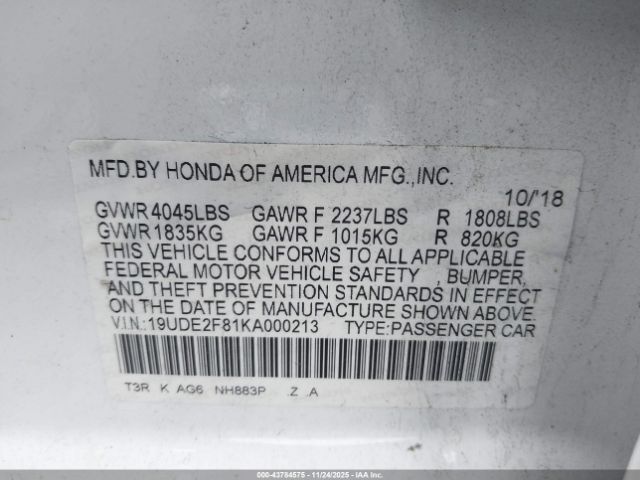 MFD.BY HONDA OF AMERICA MFG.,INC.
10/'18
GVWR 4045LBS GAWR F 2237LBS R 1808LBS
GVWR 1835KG GAWR F 1015KG R 820KG
THIS VEHICLE CONFORMS TO ALL APPLICABLE
FEDERAL MOTOR VEHICLE SAFETY , BUMPER,
AND THEFT PREVENTION STANDARDS IN EFFECT
ON THE DATE OF MANUFACTURE SHOWN ABOVE.
V.I.N.:19UDE2F81KA000213 TYPE:PASSENGER CAR
T3R K AG6 NH883P .Z .A
000-43784575 - 11/24/2025 - IAAI.COM